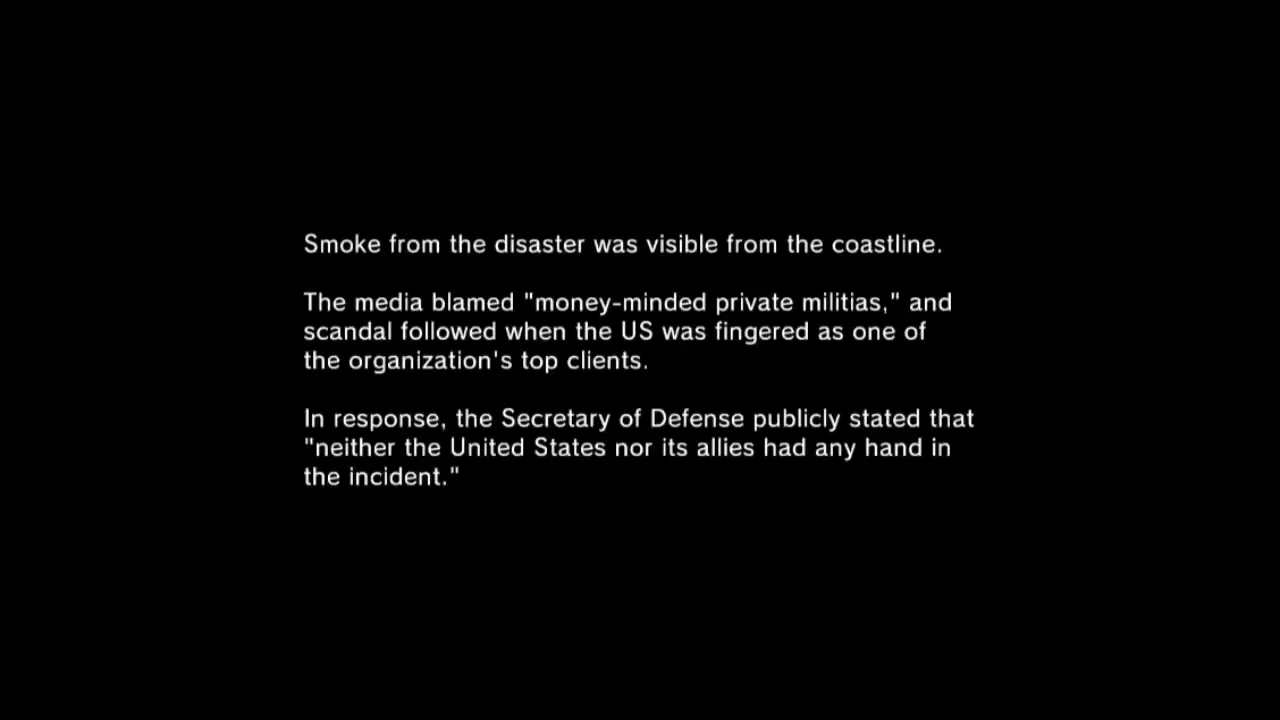 Smoke from the disaster was visible from the coastline.
The media blamed "money-minded private militias," and
scandal followed when the US was fingered as one of
the organization's top clients.
In response, the Secretary of Defense publicly stated that
"neither the United States nor its allies had any hand in
the incident."